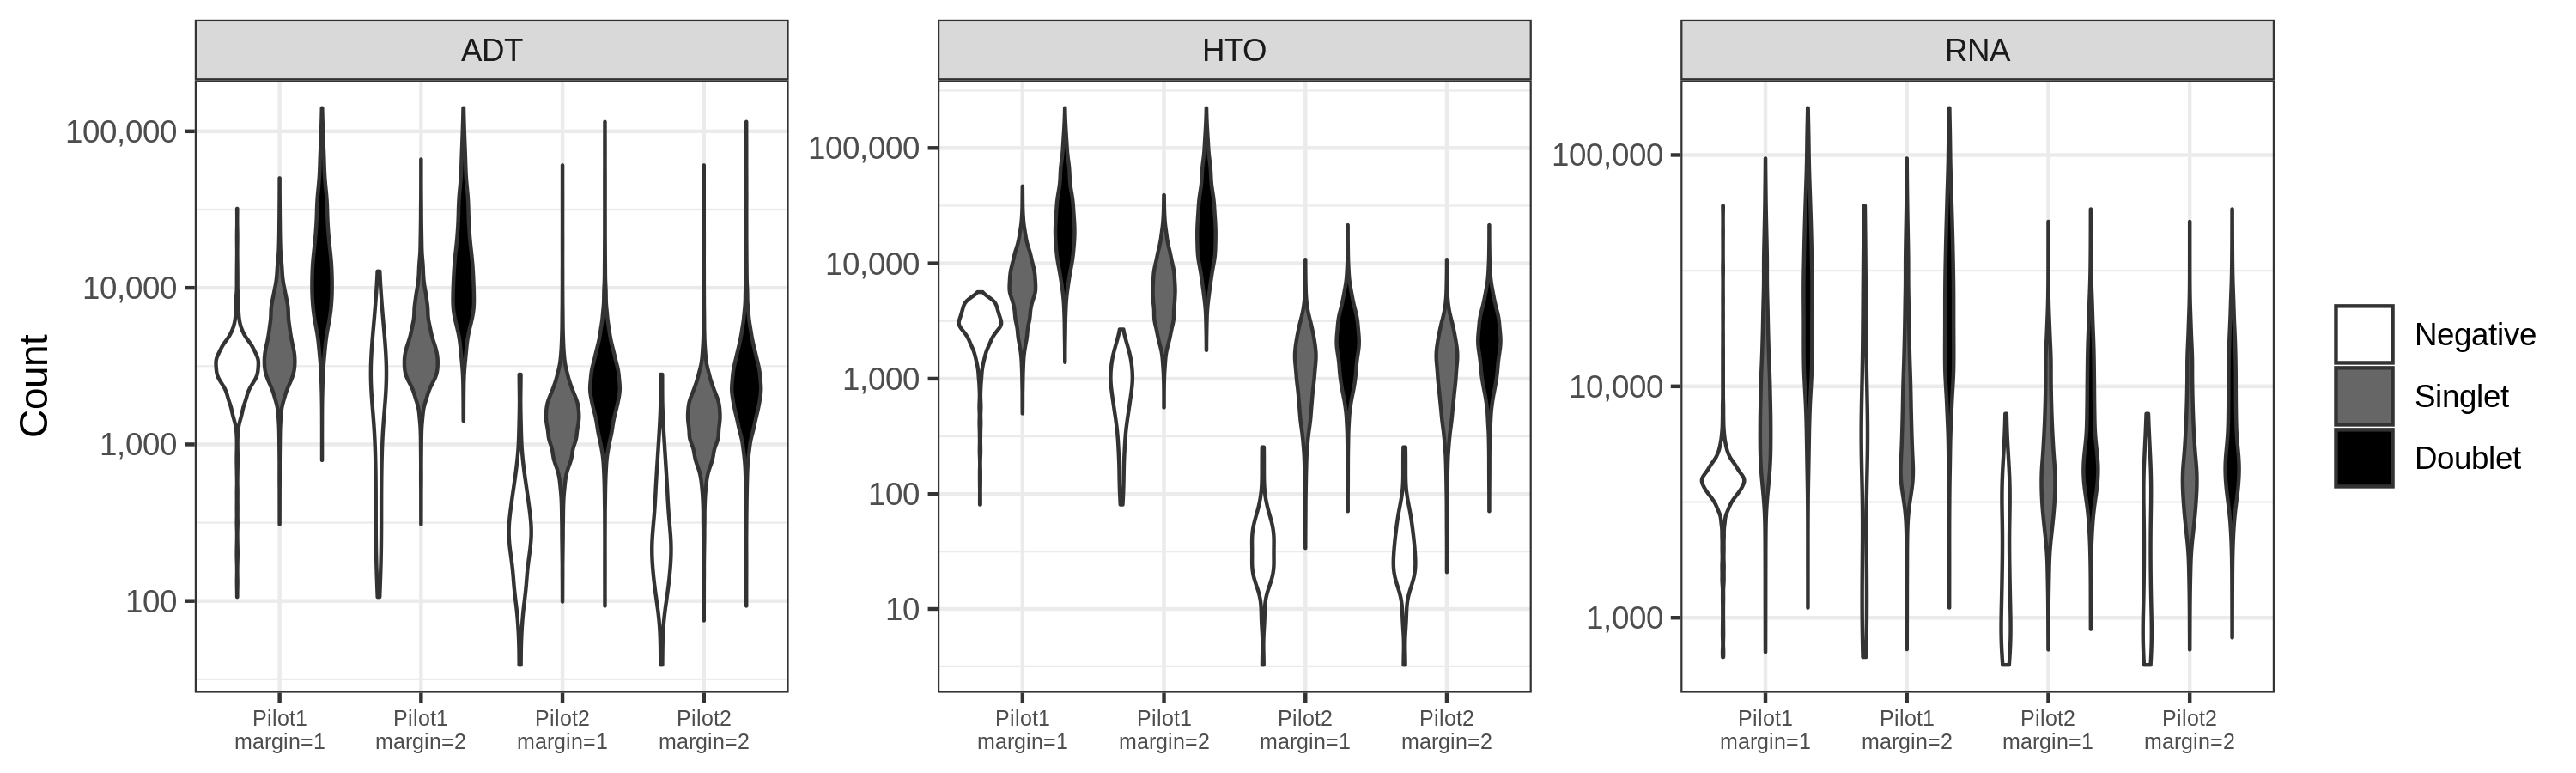 ADT
HTO
RNA
Count
100,000
10,000
1,000
100
100,000
10,000
1,000
100
10
100,000
10,000
1,000
Pilot1
margin=1
Pilot1
margin=2
Pilot2
margin=1
Pilot2
margin=2
Pilot1
margin=1
Pilot1
margin=2
Pilot2
margin=1
Pilot2
margin=2
Pilot1
margin=1
Pilot1
margin=2
Pilot2
margin=1
Pilot2
margin=2
Negative
Singlet
Doublet